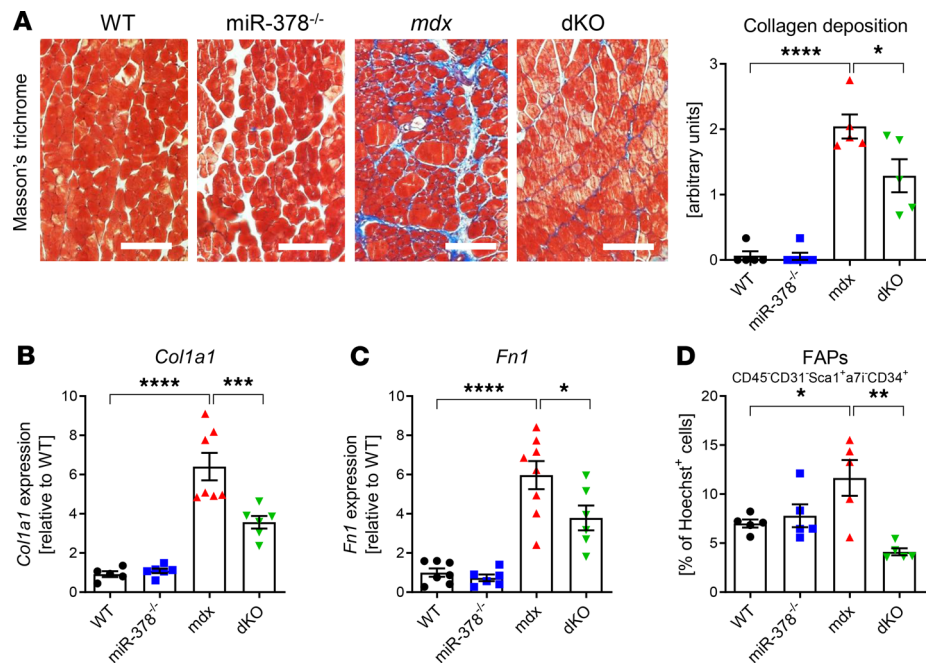 A
WT
miR-378-/-
mdx
dKO
Masson's trichrome
Collagen deposition
****
*
[arbitrary units]
3
2
1
0
WT
miR-378-/-
mdx
dKO
B
Col1a1
****
***
Col1a1 expression
[relative to WT]
10
8
6
4
2
0
WT
miR-378-/-
mdx
dKO
C
Fn1
****
*
Fn1 expression
[relative to WT]
10
8
6
4
2
0
WT
miR-378-/-
mdx
dKO
D
FAPs
CD45-CD31-Sca1+a7i-CD34+
*
**
[% of Hoechst+ cells]
20
15
10
5
0
WT
miR-378-/-
mdx
dKO